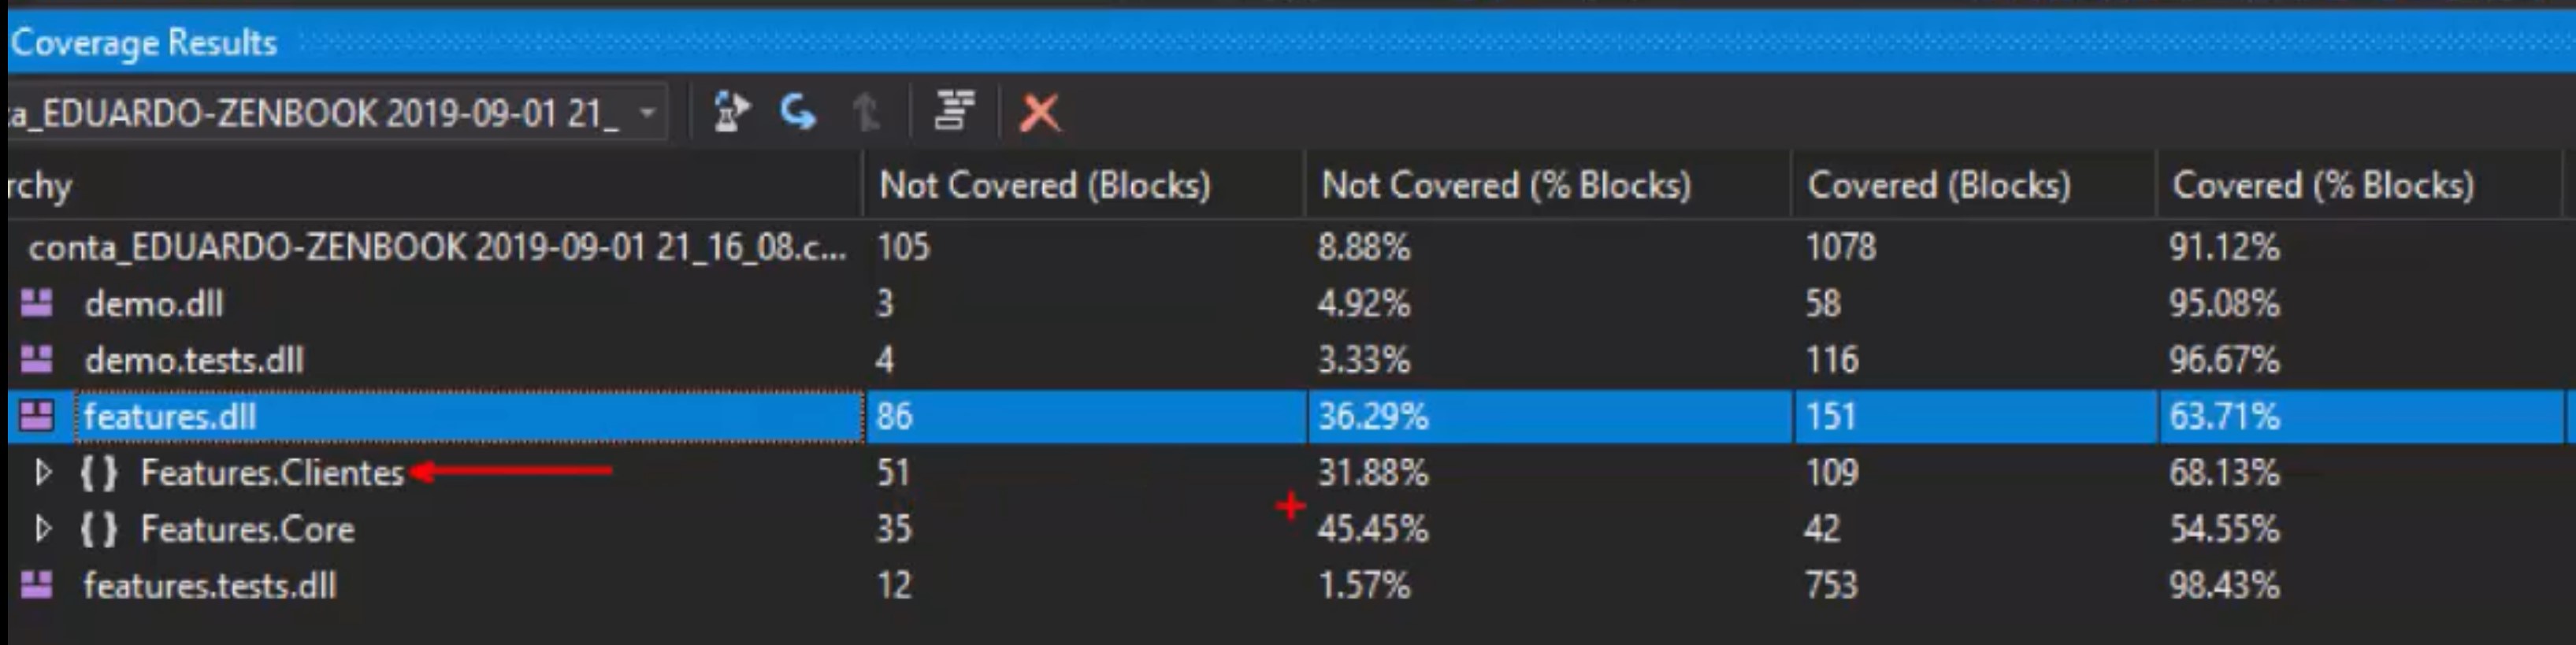 Coverage Results
a_EDUARDO-ZENBOOK 2019-09-01 21_
rchy Not Covered (Blocks) Not Covered (% Blocks) Covered (Blocks) Covered (% Blocks)
conta_EDUARDO-ZENBOOK 2019-09-01 21_16_08.c... 105 8.88% 1078 91.12%
demo.dll 3 4.92% 58 95.08%
demo.tests.dll 4 3.33% 116 96.67%
features.dll 86 36.29% 151 63.71%
{ } Features.Clientes 51 31.88% 109 68.13%
{ } Features.Core 35 45.45% 42 54.55%
features.tests.dll 12 1.57% 753 98.43%